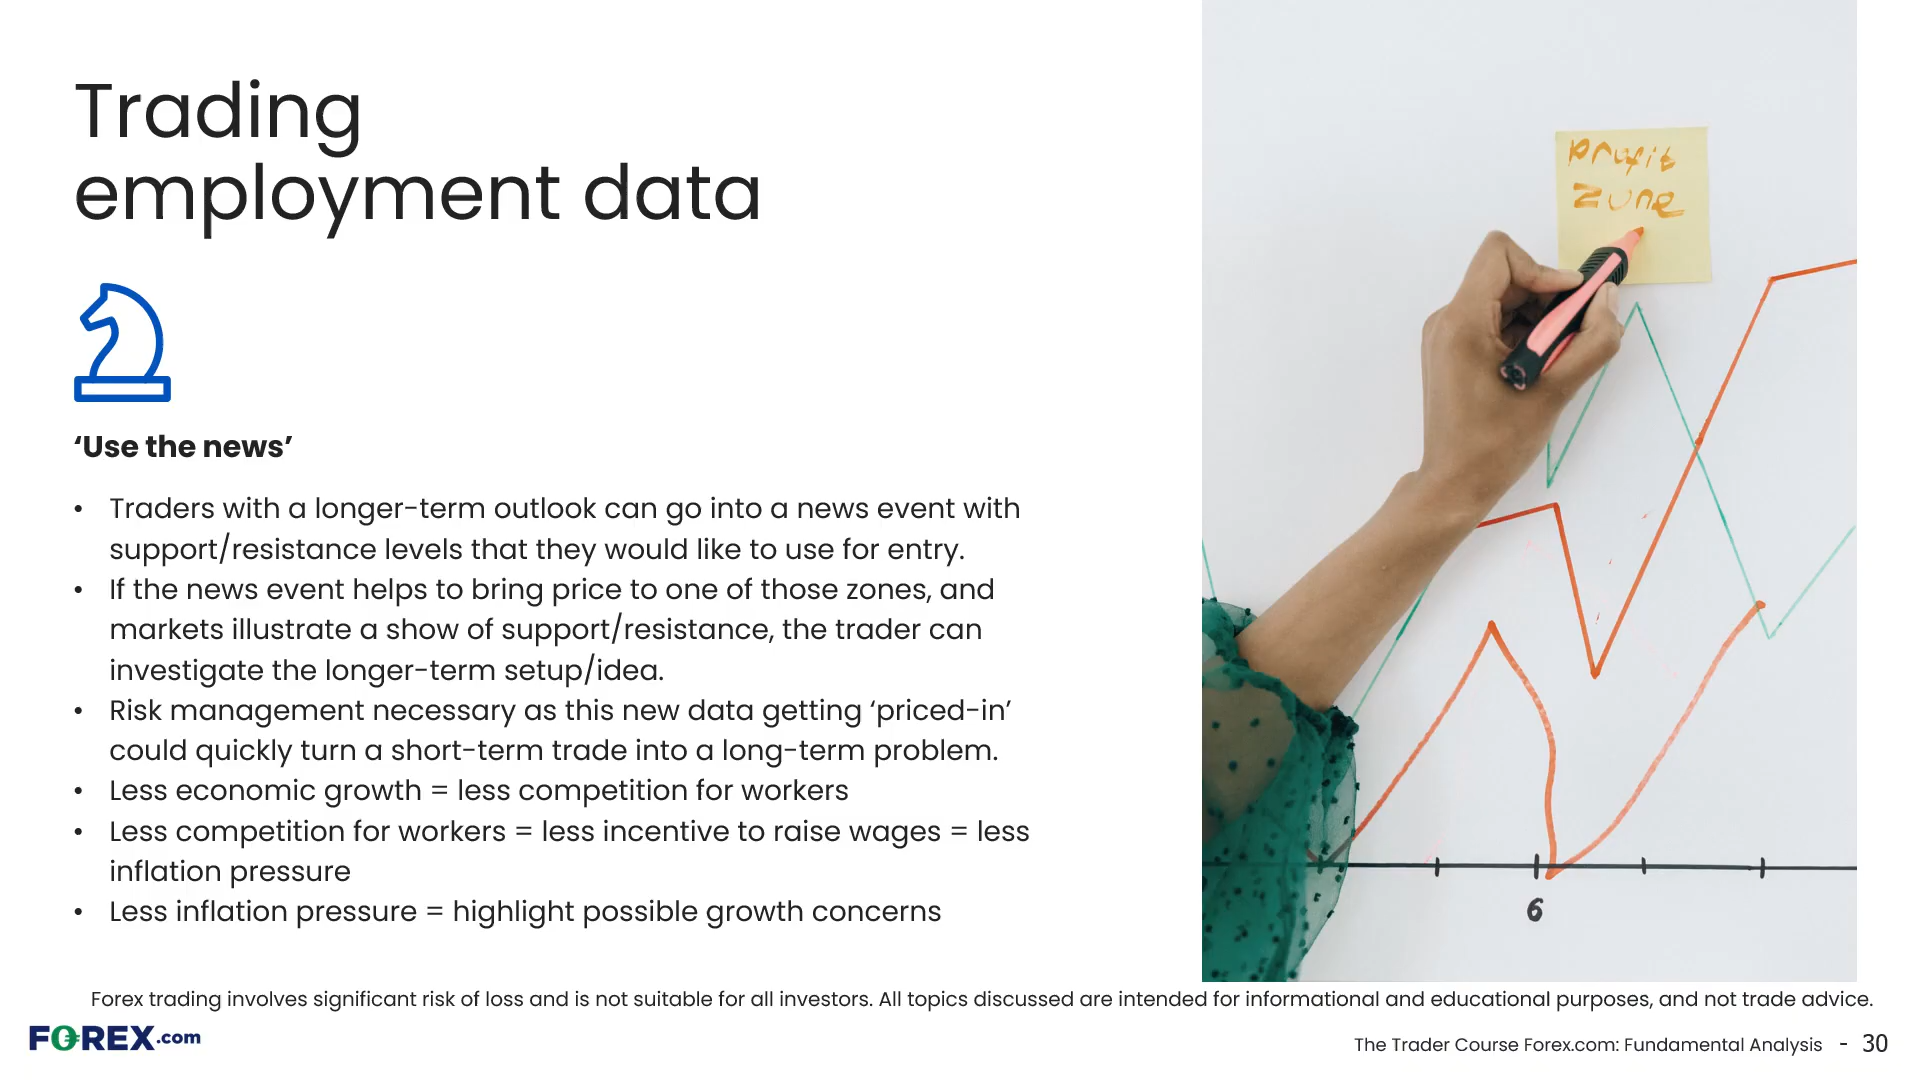 Trading
employment data
‘Use the news’
• Traders with a longer-term outlook can go into a news event with
support/resistance levels that they would like to use for entry.
• If the news event helps to bring price to one of those zones, and
markets illustrate a show of support/resistance, the trader can
investigate the longer-term setup/idea.
• Risk management necessary as this new data getting ‘priced-in’
could quickly turn a short-term trade into a long-term problem.
• Less economic growth = less competition for workers
• Less competition for workers = less incentive to raise wages = less
inflation pressure
• Less inflation pressure = highlight possible growth concerns
profit
zone
6
Forex trading involves significant risk of loss and is not suitable for all investors. All topics discussed are intended for informational and educational purposes, and not trade advice.
FOREX.com
The Trader Course Forex.com: Fundamental Analysis - 30